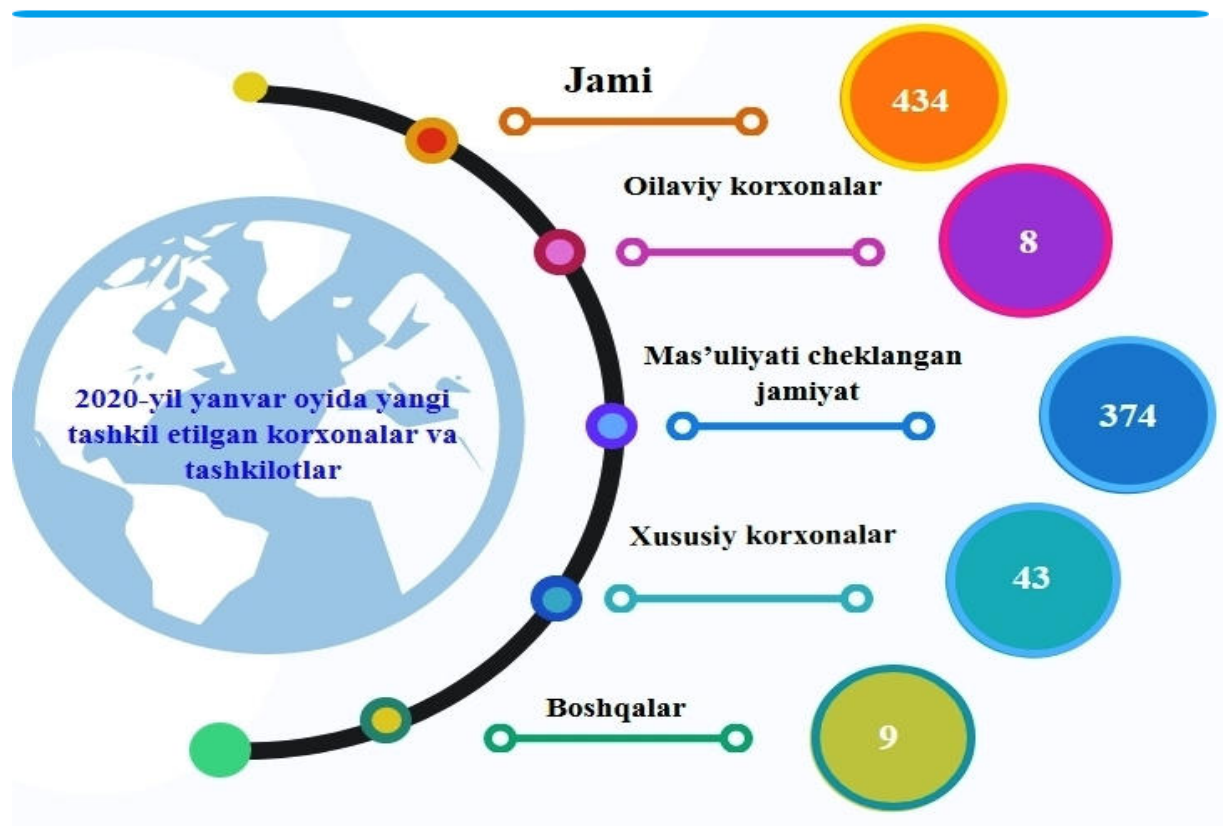 Jami
434
Oilaviy korxonalar
8
Mas’uliyati cheklangan
jamiyat
374
2020-yil yanvar oyida yangi
tashkil etilgan korxonalar va
tashkilotlar
Xususiy korxonalar
43
Boshqalar
9